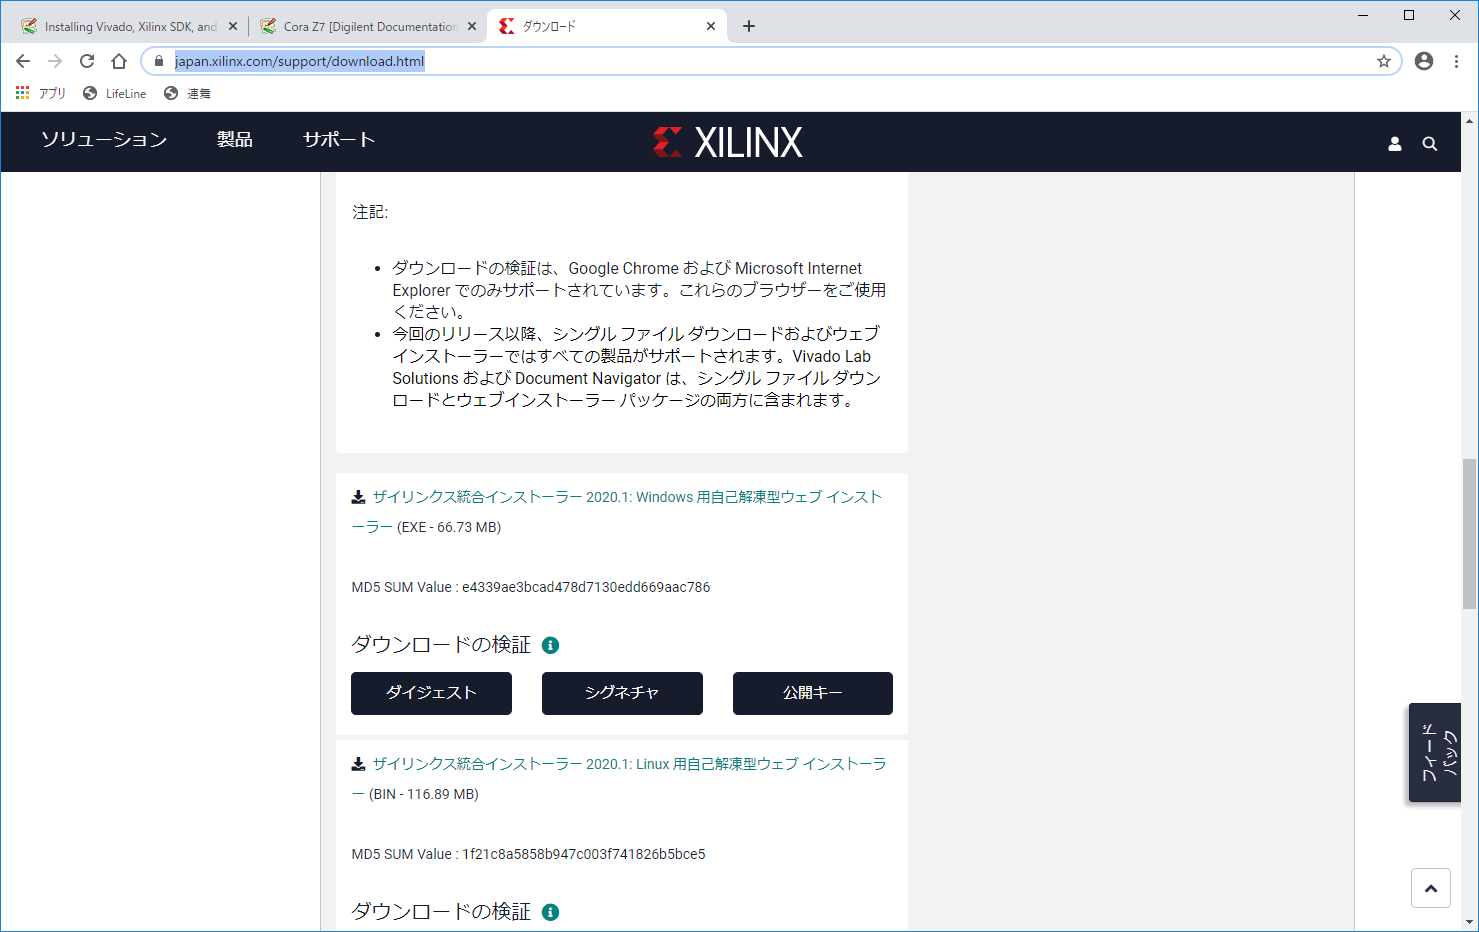 Installing Vivado, Xilinx SDK, and
Cora Z7 [Digilent Documentation
ダウンロード
japan.xilinx.com/support/download.html
アプリ
LifeLine
連舞
ソリューション
製品
サポート
XILINX
注記:
• ダウンロードの検証は、Google Chrome および Microsoft Internet
Explorer でのみサポートされています。これらのブラウザーをご使用
ください。
• 今回のリリース以降、シングル ファイル ダウンロードおよびウェブ
インストーラーではすべての製品がサポートされます。Vivado Lab
Solutions および Document Navigator は、シングル ファイル ダウン
ロードとウェブインストーラー パッケージの両方に含まれます。
ザイリンクス統合インストーラー 2020.1: Windows 用自己解凍型ウェブ インスト
ーラー (EXE - 66.73 MB)
MD5 SUM Value : e4339ae3bcad478d7130edd669aac786
ダウンロードの検証
ダイジェスト
シグネチャ
公開キー
ザイリンクス統合インストーラー 2020.1: Linux 用自己解凍型ウェブ インストーラ
ー (BIN - 116.89 MB)
MD5 SUM Value : 1f21c8a5858b947c003f741826b5bce5
ダウンロードの検証
フィード
バック